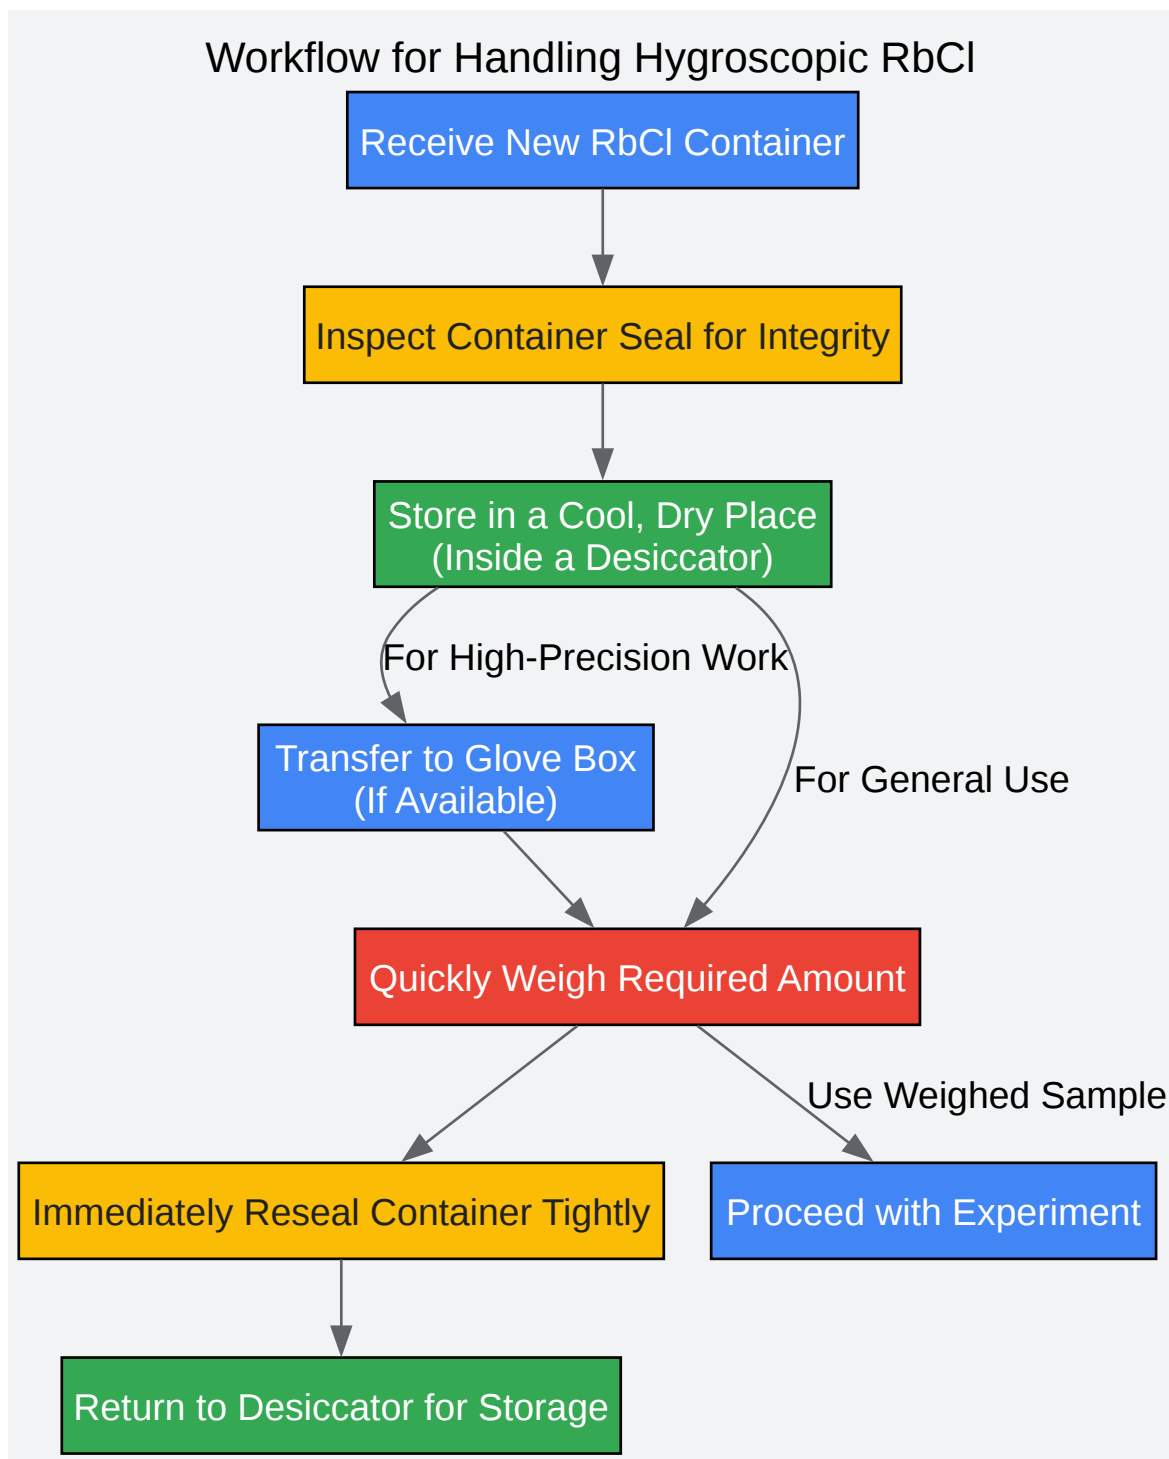 Workflow for Handling Hygroscopic RbCl
Receive New RbCl Container
Inspect Container Seal for Integrity
Store in a Cool, Dry Place
(Inside a Desiccator)
For High-Precision Work
Transfer to Glove Box
(If Available)
For General Use
Quickly Weigh Required Amount
Use Weighed Sample
Immediately Reseal Container Tightly
Proceed with Experiment
Return to Desiccator for Storage